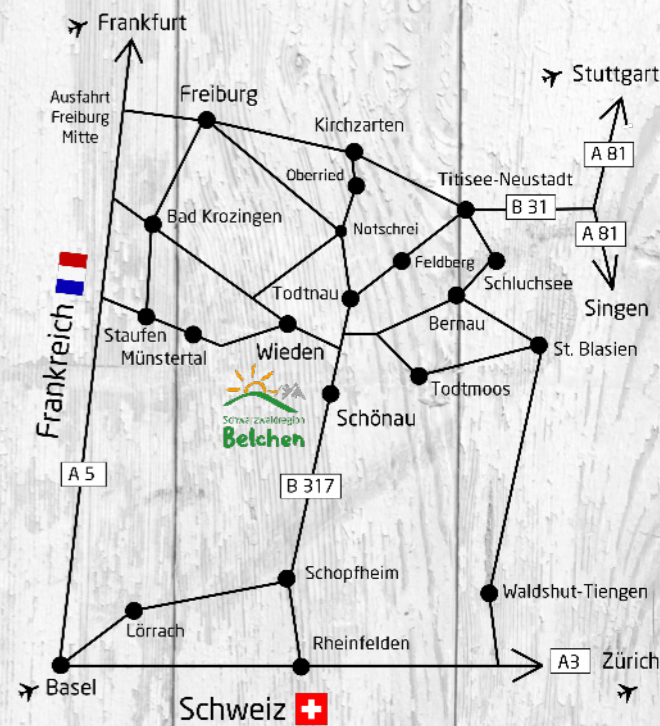 Frankfurt
Stuttgart
Ausfahrt
Freiburg
Mitte
Freiburg
Kirchzarten
A 81
Oberried
Titisee-Neustadt
B 31
Bad Krozingen
Notschrei
A 81
Feldberg
Schluchsee
Todtnau
Singen
Bernau
Frankreich
Staufen
Münstertal
Wieden
St. Blasien
Todtmoos
Schwarzwaldregion
Belchen
Schönau
A 5
B 317
Schopfheim
Waldshut-Tiengen
Lörrach
Rheinfelden
A3
Zürich
Basel
Schweiz